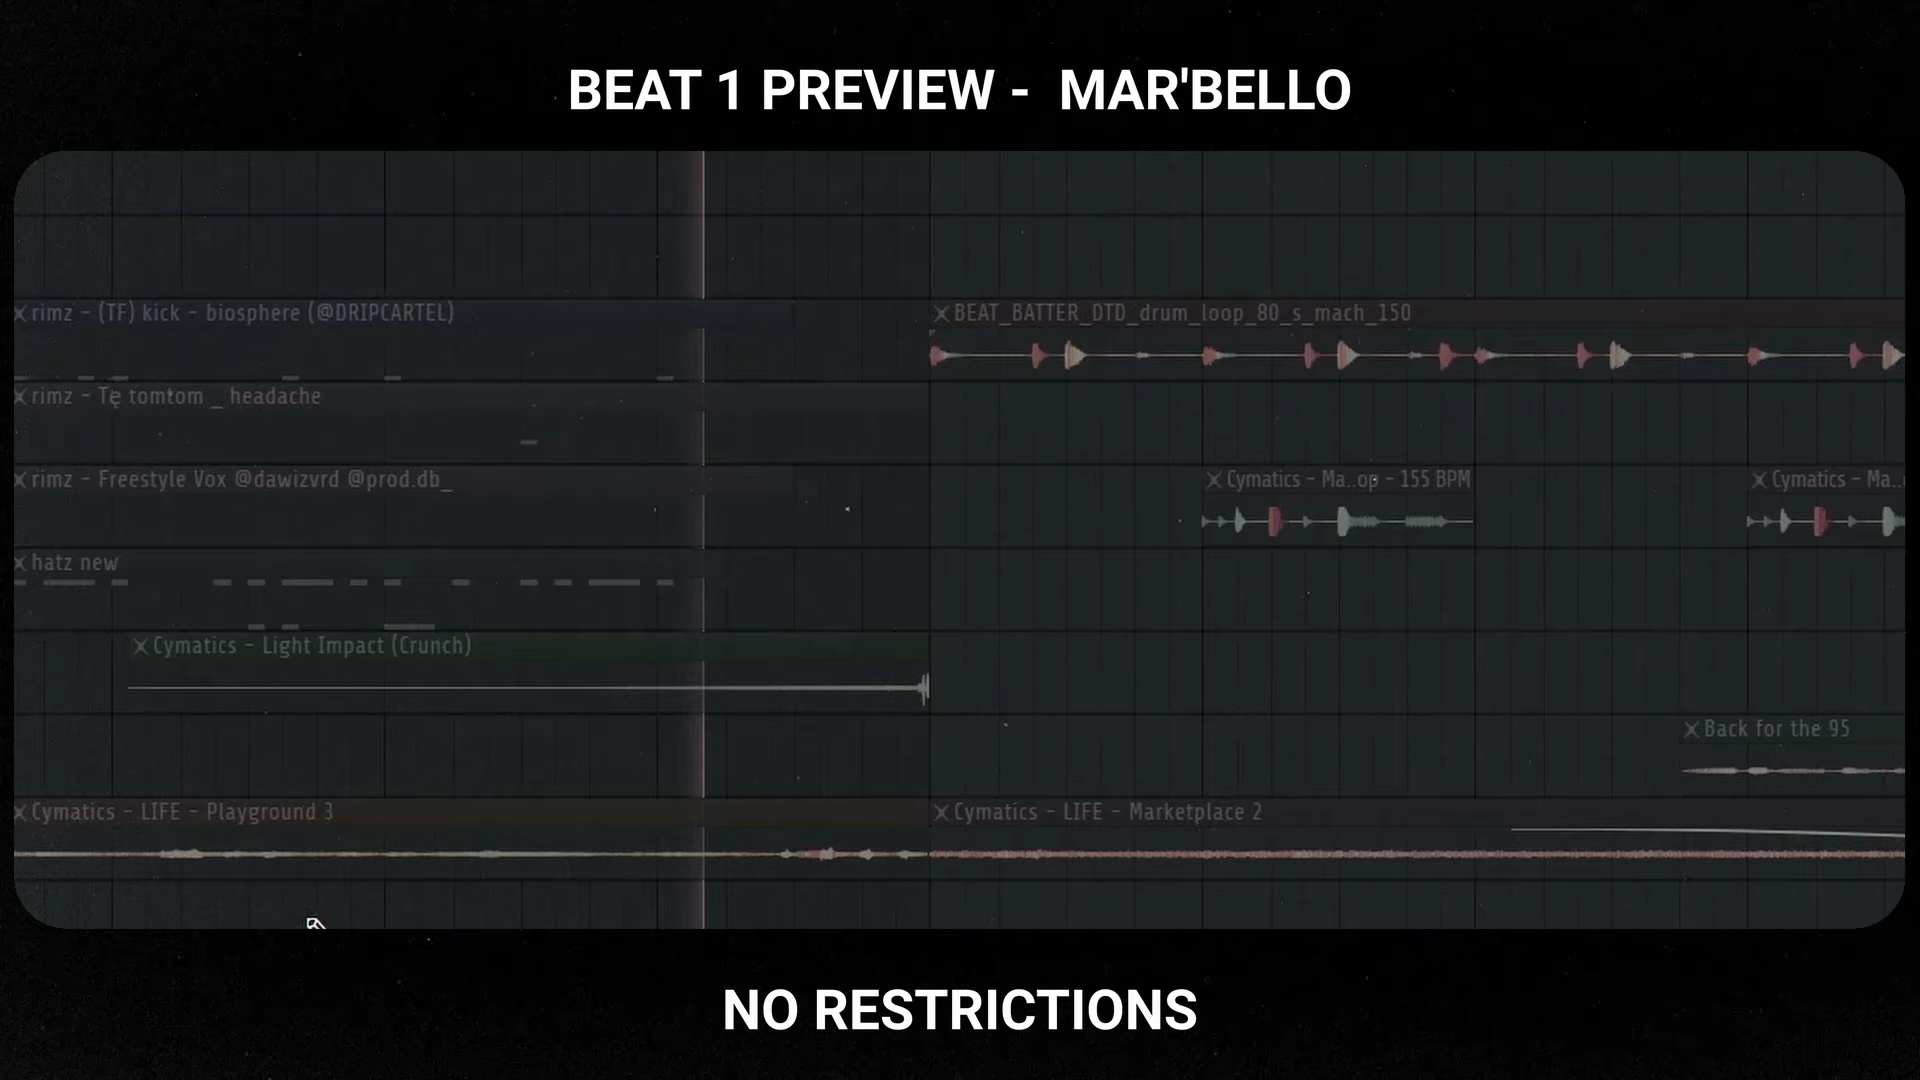 BEAT 1 PREVIEW -  MAR'BELLO
rimz - (TF) kick - biosphere (@DRIPCARTEL)
BEAT_BATTER_DTD_drum_loop_80_s_mach_150
rimz - Tę tomtom _ headache
rimz - Freestyle Vox @dawizvrd @prod.db_
Cymatics - Ma..op - 155 BPM
Cymatics - Ma..
hatz new
Cymatics - Light Impact (Crunch)
Back for the 95
Cymatics - LIFE - Playground 3
Cymatics - LIFE - Marketplace 2
NO RESTRICTIONS